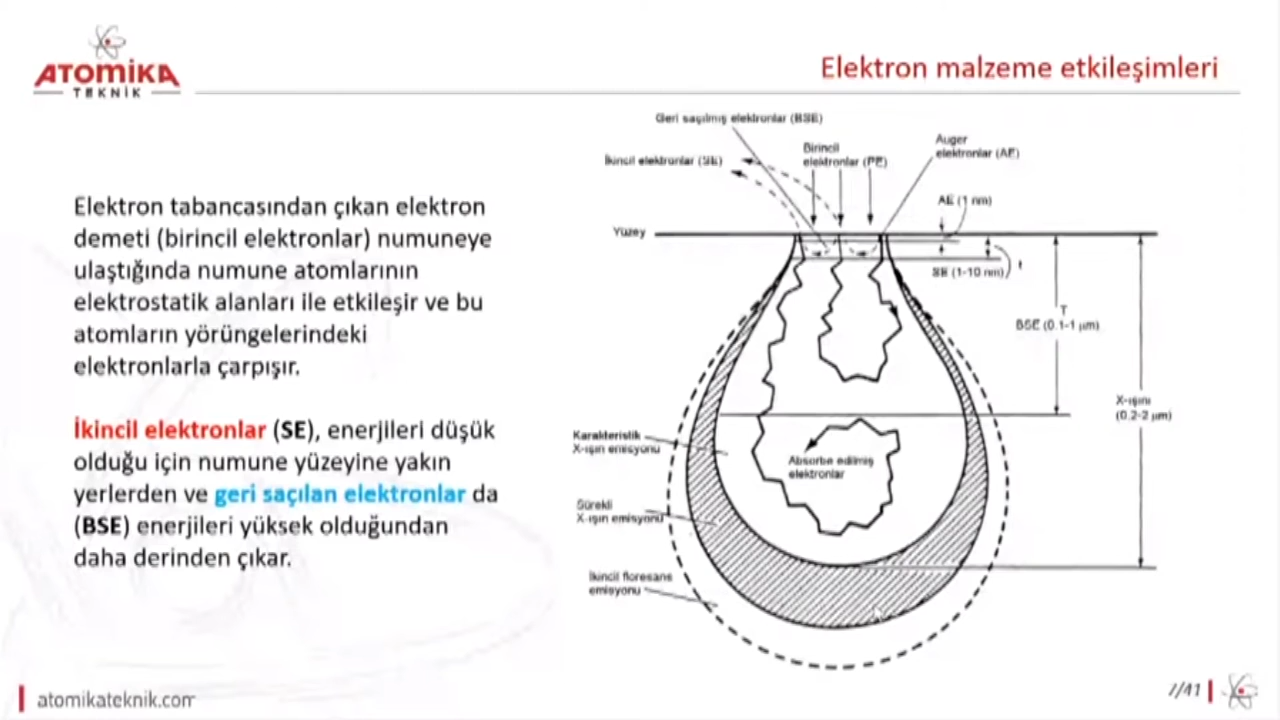 ATOMİKA
TEKNİK
Elektron malzeme etkileşimleri
Elektron tabancasından çıkan elektron
demeti (birincil elektronlar) numuneye
ulaştığında numune atomlarının
elektrostatik alanları ile etkileşir ve bu
atomların yörüngelerindeki
elektronlarla çarpışır.
İkincil elektronlar (SE), enerjileri düşük
olduğu için numune yüzeyine yakın
yerlerden ve geri saçılan elektronlar da
(BSE) enerjileri yüksek olduğundan
daha derinden çıkar.
Geri saçılmış elektronlar (BSE)
İkincil elektronlar (SE)
Birincil
elektronlar (PE)
Auger
elektronlar (AE)
AE (1 nm)
Yüzey
SE (1-10 nm)
t
T
BSE (0.1-1 µm)
X-ışını
(0.2-2 µm)
Karakteristik
X-ışın emisyonu
Absorbe edilmiş
elektronlar
Sürekli
X-ışın emisyonu
İkincil floresans
emisyonu
atomikateknik.com
7/41